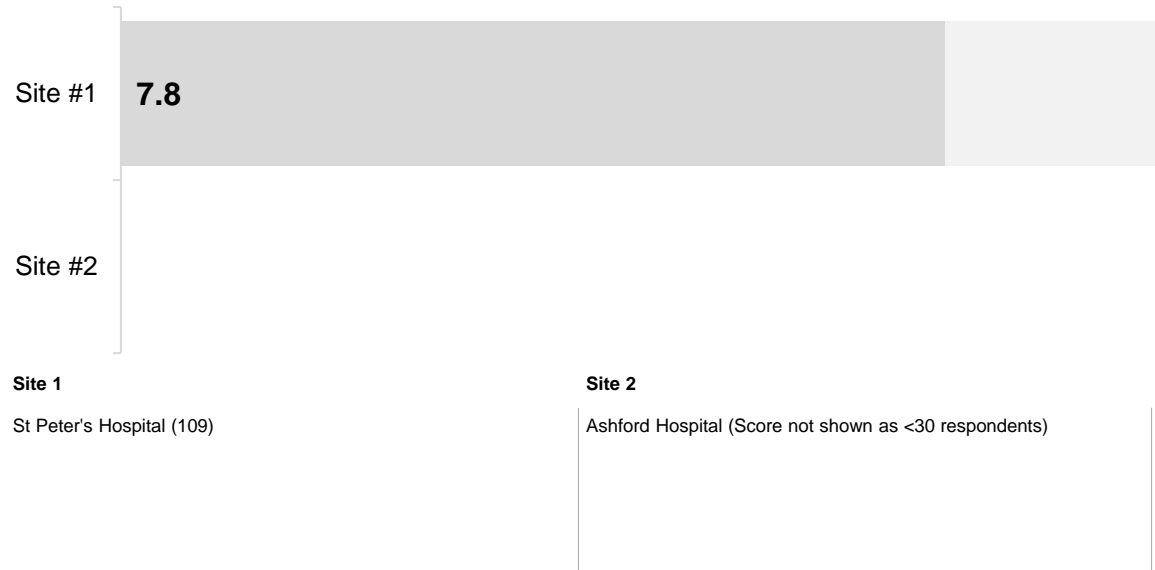 Site #1
7.8
Site #2
Site 1
Site 2
St Peter's Hospital (109)
Ashford Hospital (Score not shown as <30 respondents)